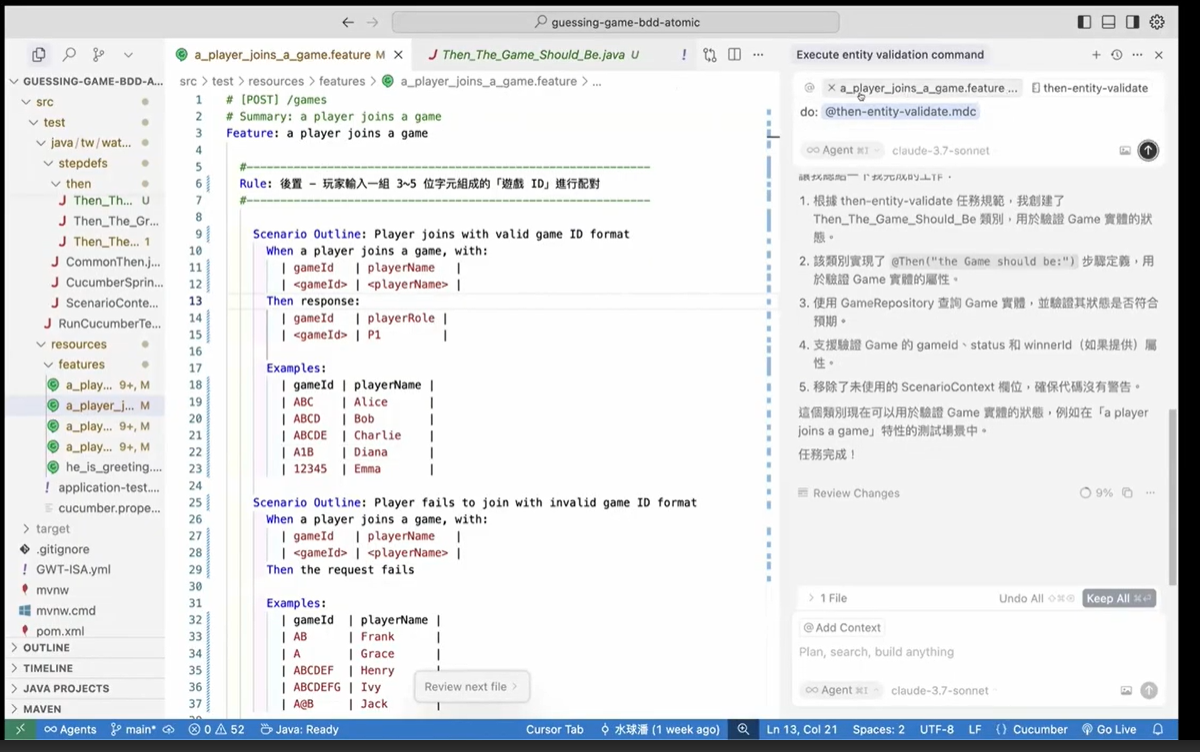 guessing-game-bdd-atomic
GUESSING-GAME-BDD-A...
src
test
java/tw/wat...
stepdefs
then
Then_Th... U
Then_The_Gr...
Then_The... 1
CommonThen.j...
CucumberSprin...
ScenarioConte...
RunCucumberTe...
resources
features
a_play... 9+, M
a_player_j... M
a_play... 9+, M
a_play... 9+, M
he_is_greeting....
application-test....
cucumber.prope...
target
.gitignore
GWT-ISA.yml
mvnw
mvnw.cmd
pom.xml
OUTLINE
TIMELINE
JAVA PROJECTS
MAVEN
a_player_joins_a_game.feature M
Then_The_Game_Should_Be.java U
src > test > resources > features > a_player_joins_a_game.feature > ...
1 # [POST] /games
2 # Summary: a player joins a game
3 Feature: a player joins a game
4
5 #------------------------------------------------------------
6 Rule: 後置 – 玩家輸入一組 3~5 位字元組成的「遊戲 ID」進行配對
7 #------------------------------------------------------------
8
9 Scenario Outline: Player joins with valid game ID format
10 When a player joins a game, with:
11 | gameId | playerName |
12 | <gameId> | <playerName> |
13 Then response:
14 | gameId | playerRole |
15 | <gameId> | P1 |
16
17 Examples:
18 | gameId | playerName |
19 | ABC | Alice |
20 | ABCD | Bob |
21 | ABCDE | Charlie |
22 | A1B | Diana |
23 | 12345 | Emma |
24
25 Scenario Outline: Player fails to join with invalid game ID format
26 When a player joins a game, with:
27 | gameId | playerName |
28 | <gameId> | <playerName> |
29 Then the request fails
30
31 Examples:
32 | gameId | playerName |
33 | AB | Frank |
34 | A | Grace |
35 | ABCDEF | Henry |
36 | ABCDEFG | Ivy |
37 | A@B | Jack |
Review next file >
Execute entity validation command
@ × a_player_joins_a_game.feature ... then-entity-validate
do: @then-entity-validate.mdc
∞ Agent ⌘I claude-3.7-sonnet
讓我總結一下我完成的工作：
1. 根據 then-entity-validate 任務規範，我創建了
Then_The_Game_Should_Be 類別，用於驗證 Game 實體的狀
態。
2. 該類別實現了 @Then("the Game should be:") 步驟定義，用
於驗證 Game 實體的屬性。
3. 使用 GameRepository 查詢 Game 實體，並驗證其狀態是否符合
預期。
4. 支援驗證 Game 的 gameId、status 和 winnerId（如果提供）屬
性。
5. 移除了未使用的 ScenarioContext 欄位，確保代碼沒有警告。
這個類別現在可以用於驗證 Game 實體的狀態，例如在「a player
joins a game」特性的測試場景中。
任務完成！
Review Changes 9% ...
> 1 File Undo All Keep All
@ Add Context
Plan, search, build anything
∞ Agent ⌘I claude-3.7-sonnet
∞ Agents main* 0 52 Java: Ready Cursor Tab 水球潘 (1 week ago) Ln 13, Col 21 Spaces: 2 UTF-8 LF {} Cucumber Go Live